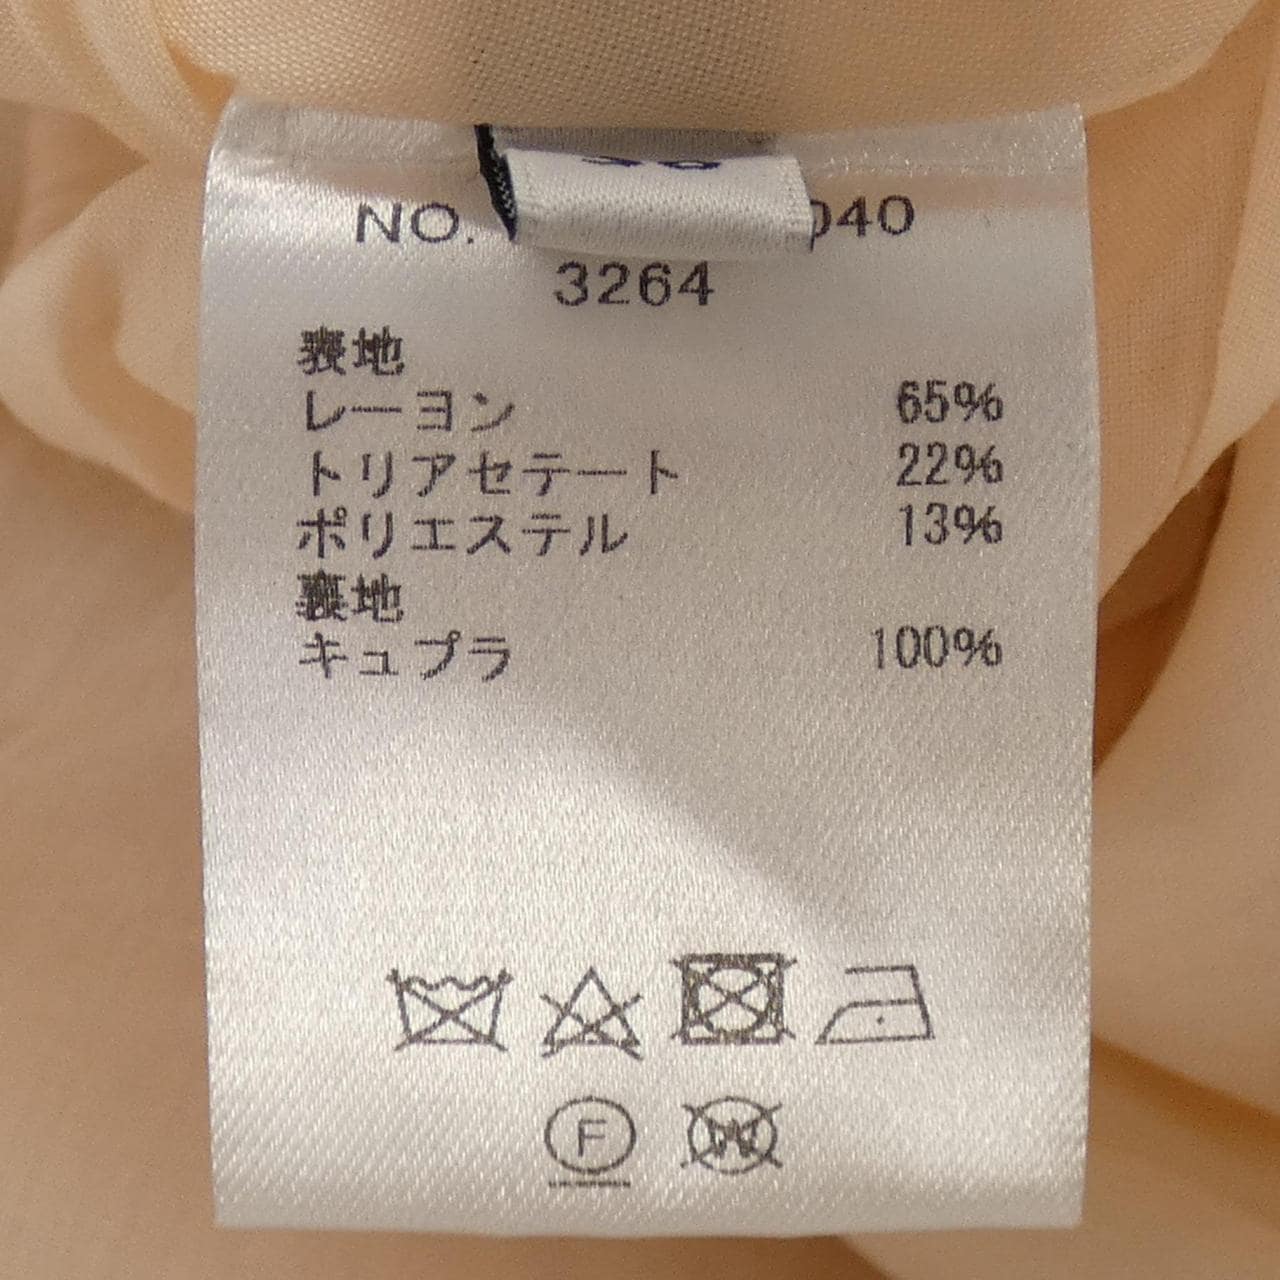 NO. 040
3264
表地
レーヨン 65%
トリアセテート 22%
ポリエステル 13%
裏地
キュプラ 100%
F W